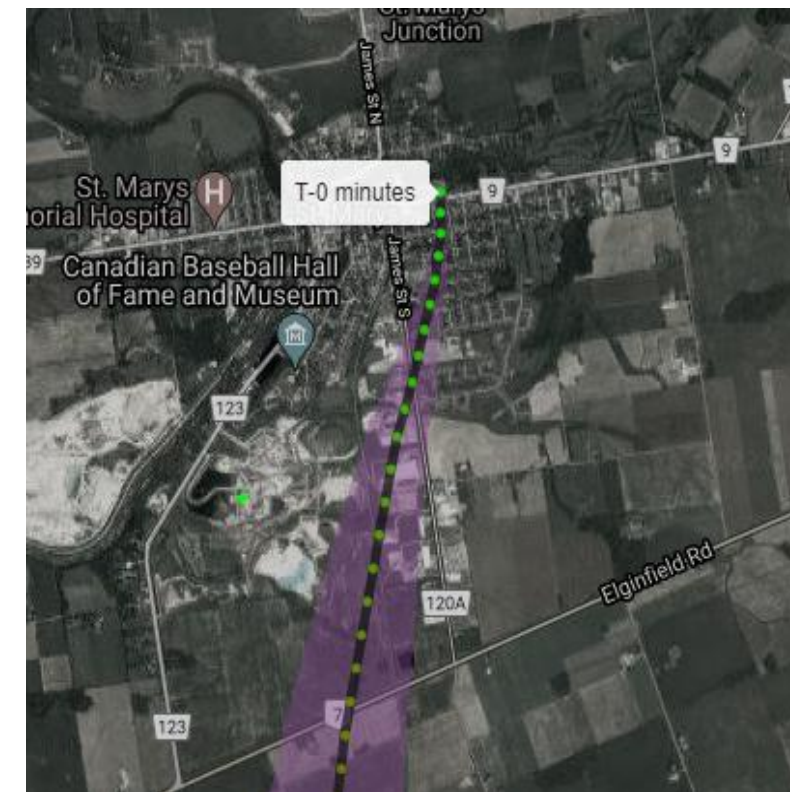 St. Marys
Junction
James St N
9
St. Marys
orial Hospital
H
T-0 minutes
9
39
James St S
Canadian Baseball Hall
of Fame and Museum
M
123
Elginfield Rd
120A
7
123